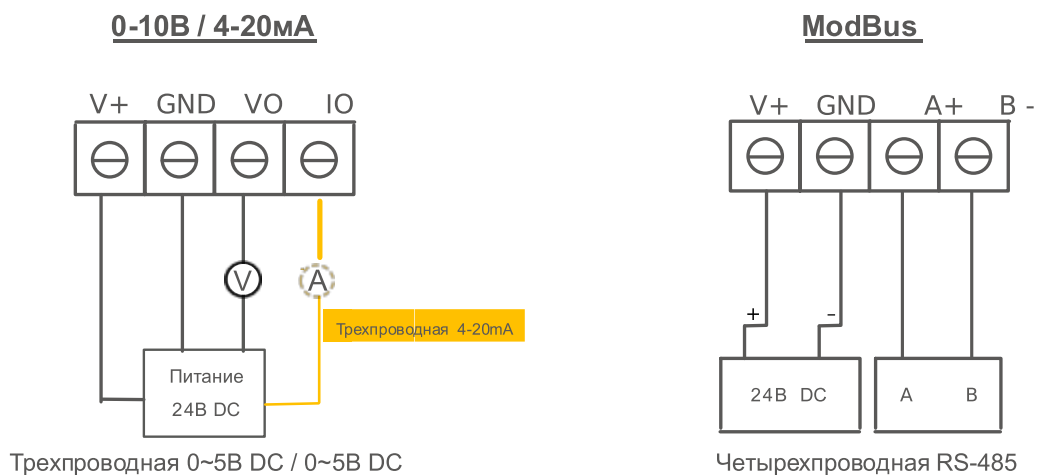 0-10В / 4-20мА
V+ GND VO IO
V
A
Трехпроводная 4-20mA
Питание
24В DC
Трехпроводная 0~5В DC / 0~5В DC
ModBus
V+ GND A+ B -
+ -
24В DC
A B
Четырехпроводная RS-485